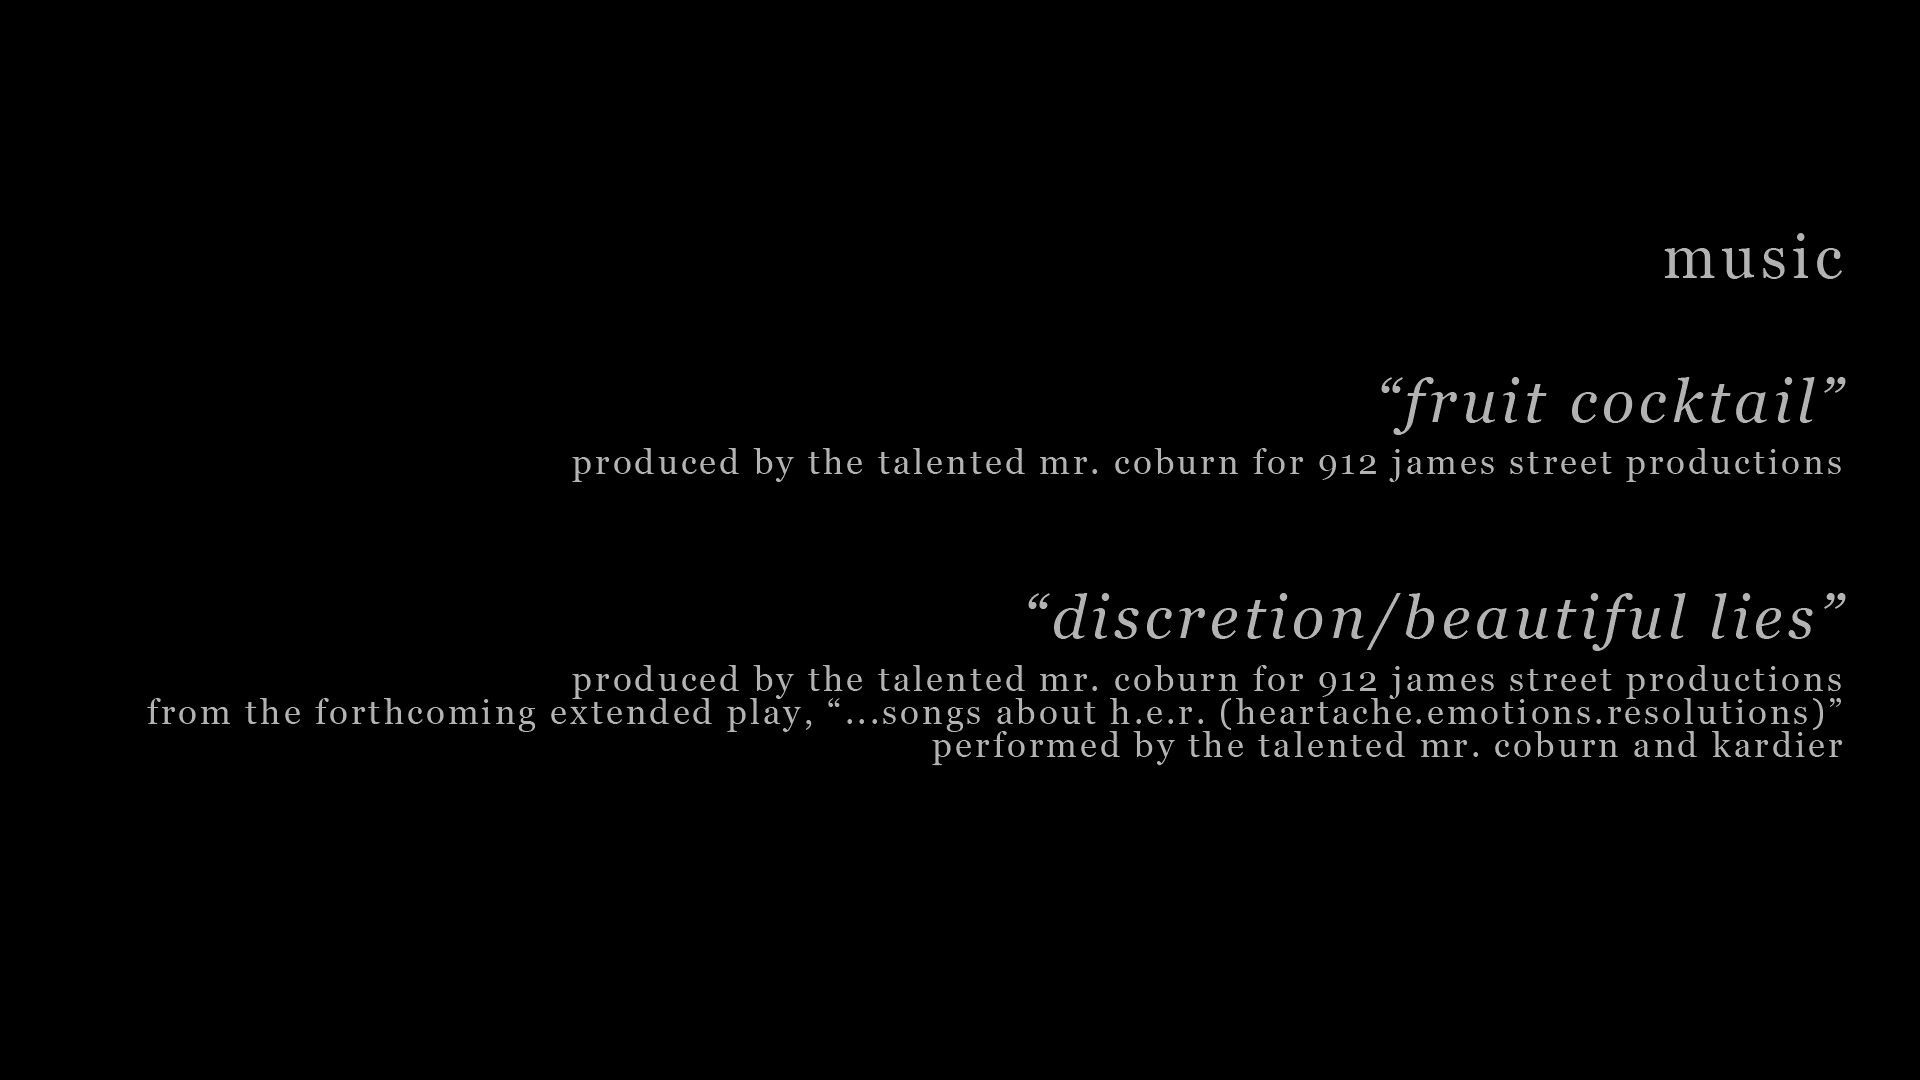 music
“fruit cocktail”
produced by the talented mr. coburn for 912 james street productions
“discretion/beautiful lies”
produced by the talented mr. coburn for 912 james street productions
from the forthcoming extended play, “...songs about h.e.r. (heartache.emotions.resolutions)”
performed by the talented mr. coburn and kardier